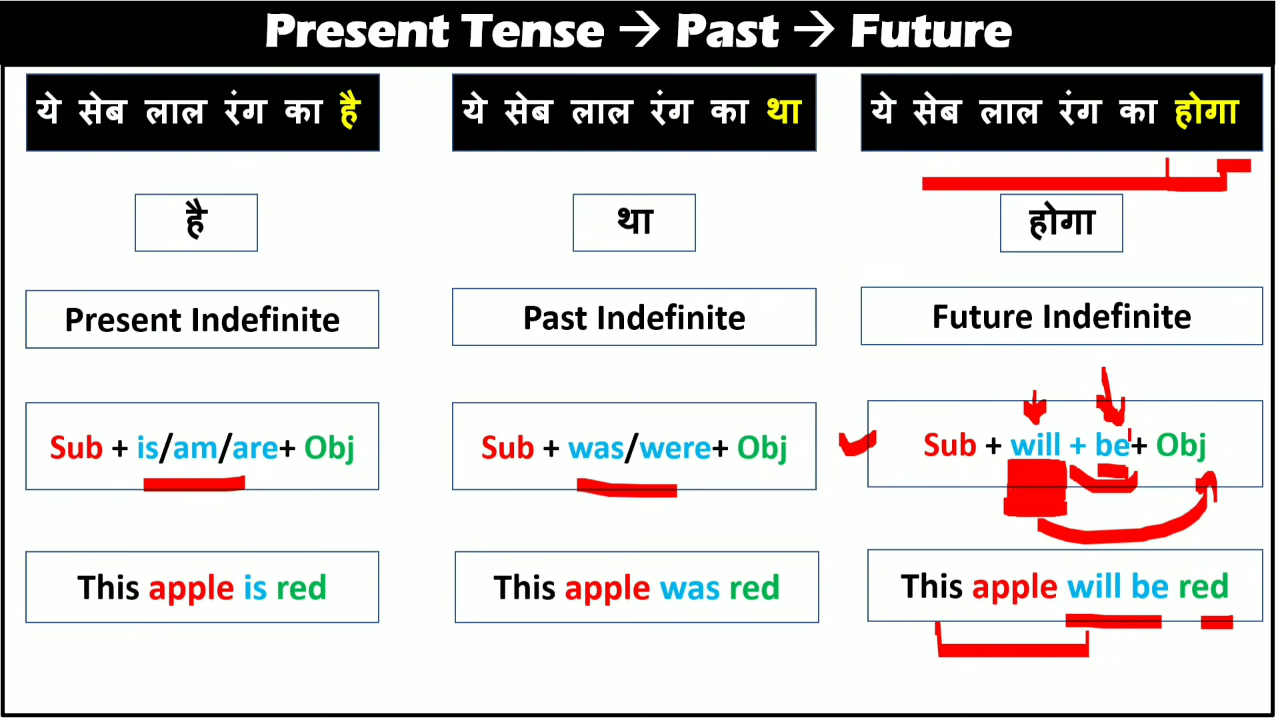 Present Tense → Past → Future
ये सेब लाल रंग का है
ये सेब लाल रंग का था
ये सेब लाल रंग का होगा
है
था
होगा
Present Indefinite
Past Indefinite
Future Indefinite
Sub + is/am/are+ Obj
Sub + was/were+ Obj
Sub + will + be+ Obj
This apple is red
This apple was red
This apple will be red